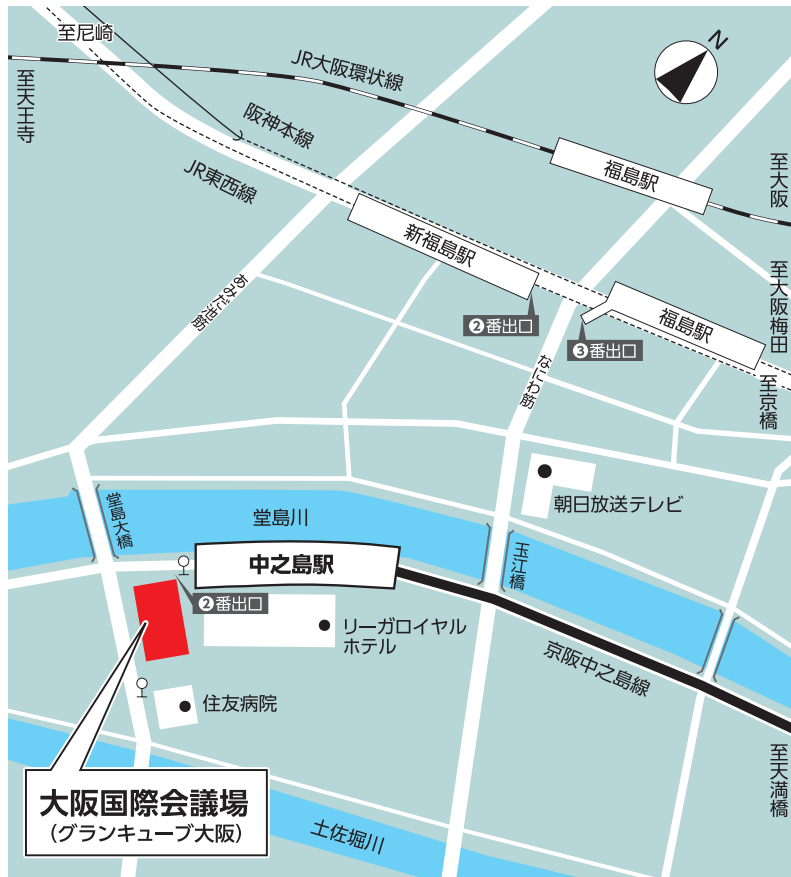 至尼崎
N
JR大阪環状線
至天王寺
阪神本線
JR東西線
福島駅
至大阪
新福島駅
至大阪梅田
あみだ池筋
❷番出口
福島駅
❸番出口
なにわ筋
至京橋
朝日放送テレビ
堂島大橋
堂島川
玉江橋
中之島駅
❷番出口
リーガロイヤル
ホテル
京阪中之島線
住友病院
至天満橋
大阪国際会議場
(グランキューブ大阪)
土佐堀川